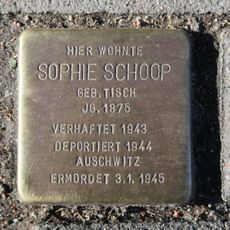 HIER WOHNTE
SOPHIE SCHOOP
GEB. TISCH
JG. 1875
VERHAFTET 1943
DEPORTIERT 1944
AUSCHWITZ
ERMORDET 3.1.1945